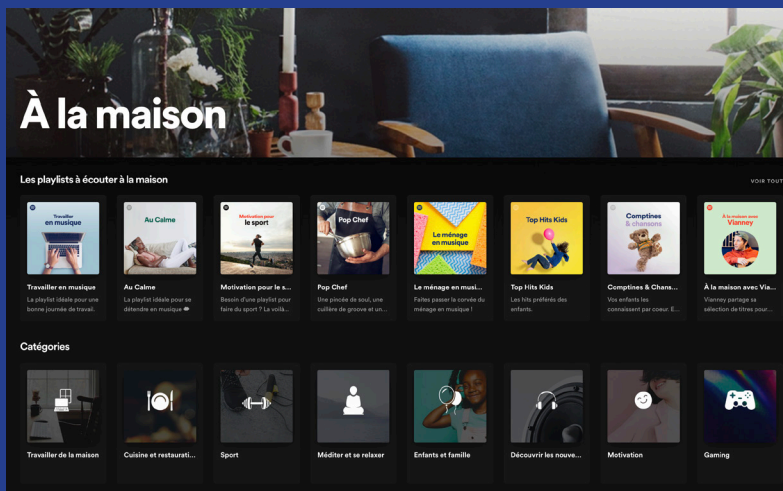 À la maison
Les playlists à écouter à la maison
VOIR TOUT
Travailler
en musique
Au Calme
Motivation pour
le sport
Pop Chef
Le ménage
en musique
Top Hits Kids
Comptines
& chansons
À la maison avec
Vianney
Travailler en musique
La playlist idéale pour une
bonne journée de travail.
Au Calme
La playlist idéale pour se
détendre en musique
Motivation pour le s...
Besoin d'une playlist pour
faire du sport ? La voilà...
Pop Chef
Une pincée de soul, une
cuillère de groove et un...
Le ménage en musi...
Faites passer la corvée du
ménage en musique !
Top Hits Kids
Les hits préférés des
enfants.
Comptines & Chans...
Vos enfants les
connaissent par coeur. E...
À la maison avec Via...
Vianney partage sa
sélection de titres pour...
Catégories
Travailler de la maison
Cuisine et restaurati...
Sport
Méditer et se relaxer
Enfants et famille
Découvrir les nouve...
Motivation
Gaming